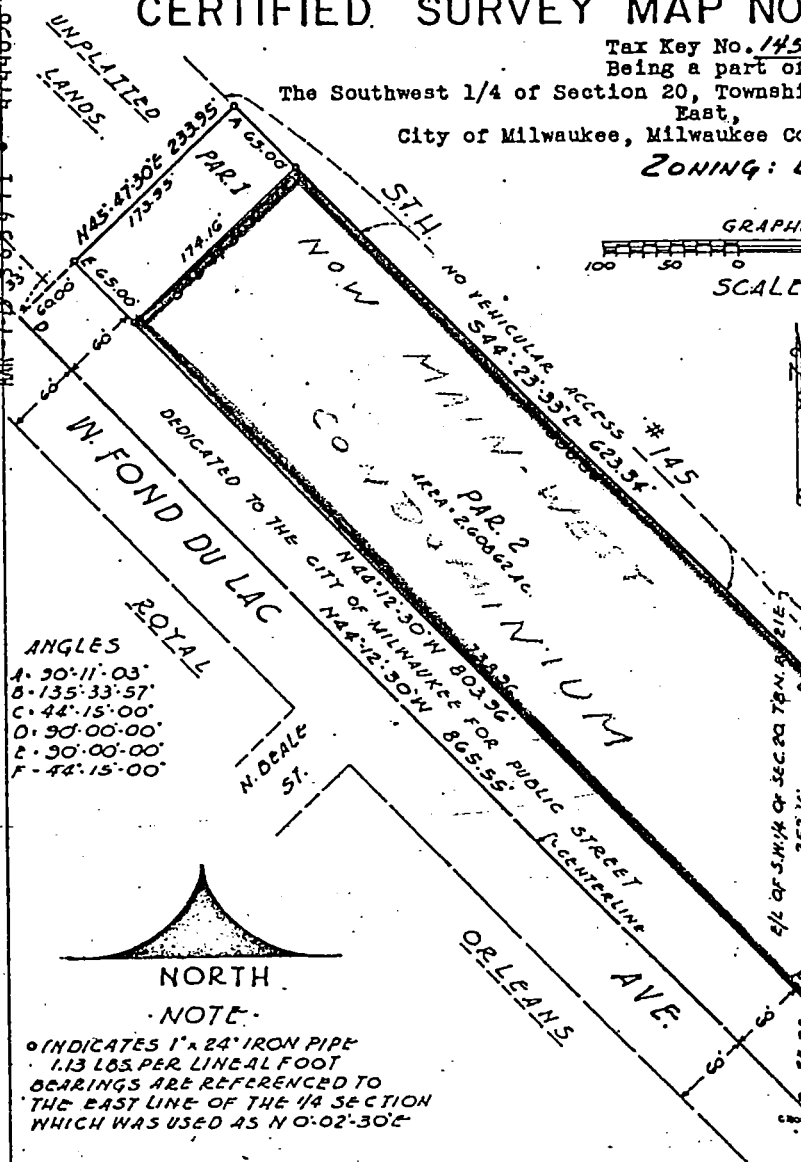 CERTIFIED SURVEY MAP NO
Tax Key No. 145
Being a part of
The Southwest 1/4 of Section 20, Townshi
East,
City of Milwaukee, Milwaukee Co
ZONING:
UNPLATTED
LANDS.
GRAPHI
100 50 0
SCALE
N45°-47'-30"E 233.95'
173.95'
A 65.00'
PAR. 1
174.16'
E 65.00'
33'
60.00'
D
60'
60'
S.T.H.
#145
NO VEHICULAR ACCESS
S44°-23'-33"E 623.34'
NOW
MAIN-WEST
CONDOMINIUM
PAR. 2
AREA = 2.60862 AC.
W. FOND DU LAC
AVE.
DEDICATED TO THE CITY OF MILWAUKEE FOR PUBLIC STREET
N44°-12'-30"W 803.96'
N44°-12'-30"W 865.55'
CENTERLINE
ROYAL
ORLEANS
N. BEALE
ST.
60'
60'
E/L OF S.W.1/4 OF SEC. 20, T8N. R. 21E.
ANGLES
A- 90°-11'-03"
B- 135°-33'-57"
C- 44°-15'-00"
D- 90°-00'-00"
E- 90°-00'-00"
F- 44°-15'-00"
NORTH
·NOTE·
o INDICATES 1" x 24" IRON PIPE
1.13 LBS. PER LINEAL FOOT
BEARINGS ARE REFERENCED TO
THE EAST LINE OF THE 1/4 SECTION
WHICH WAS USED AS N 0°-02'-30"E